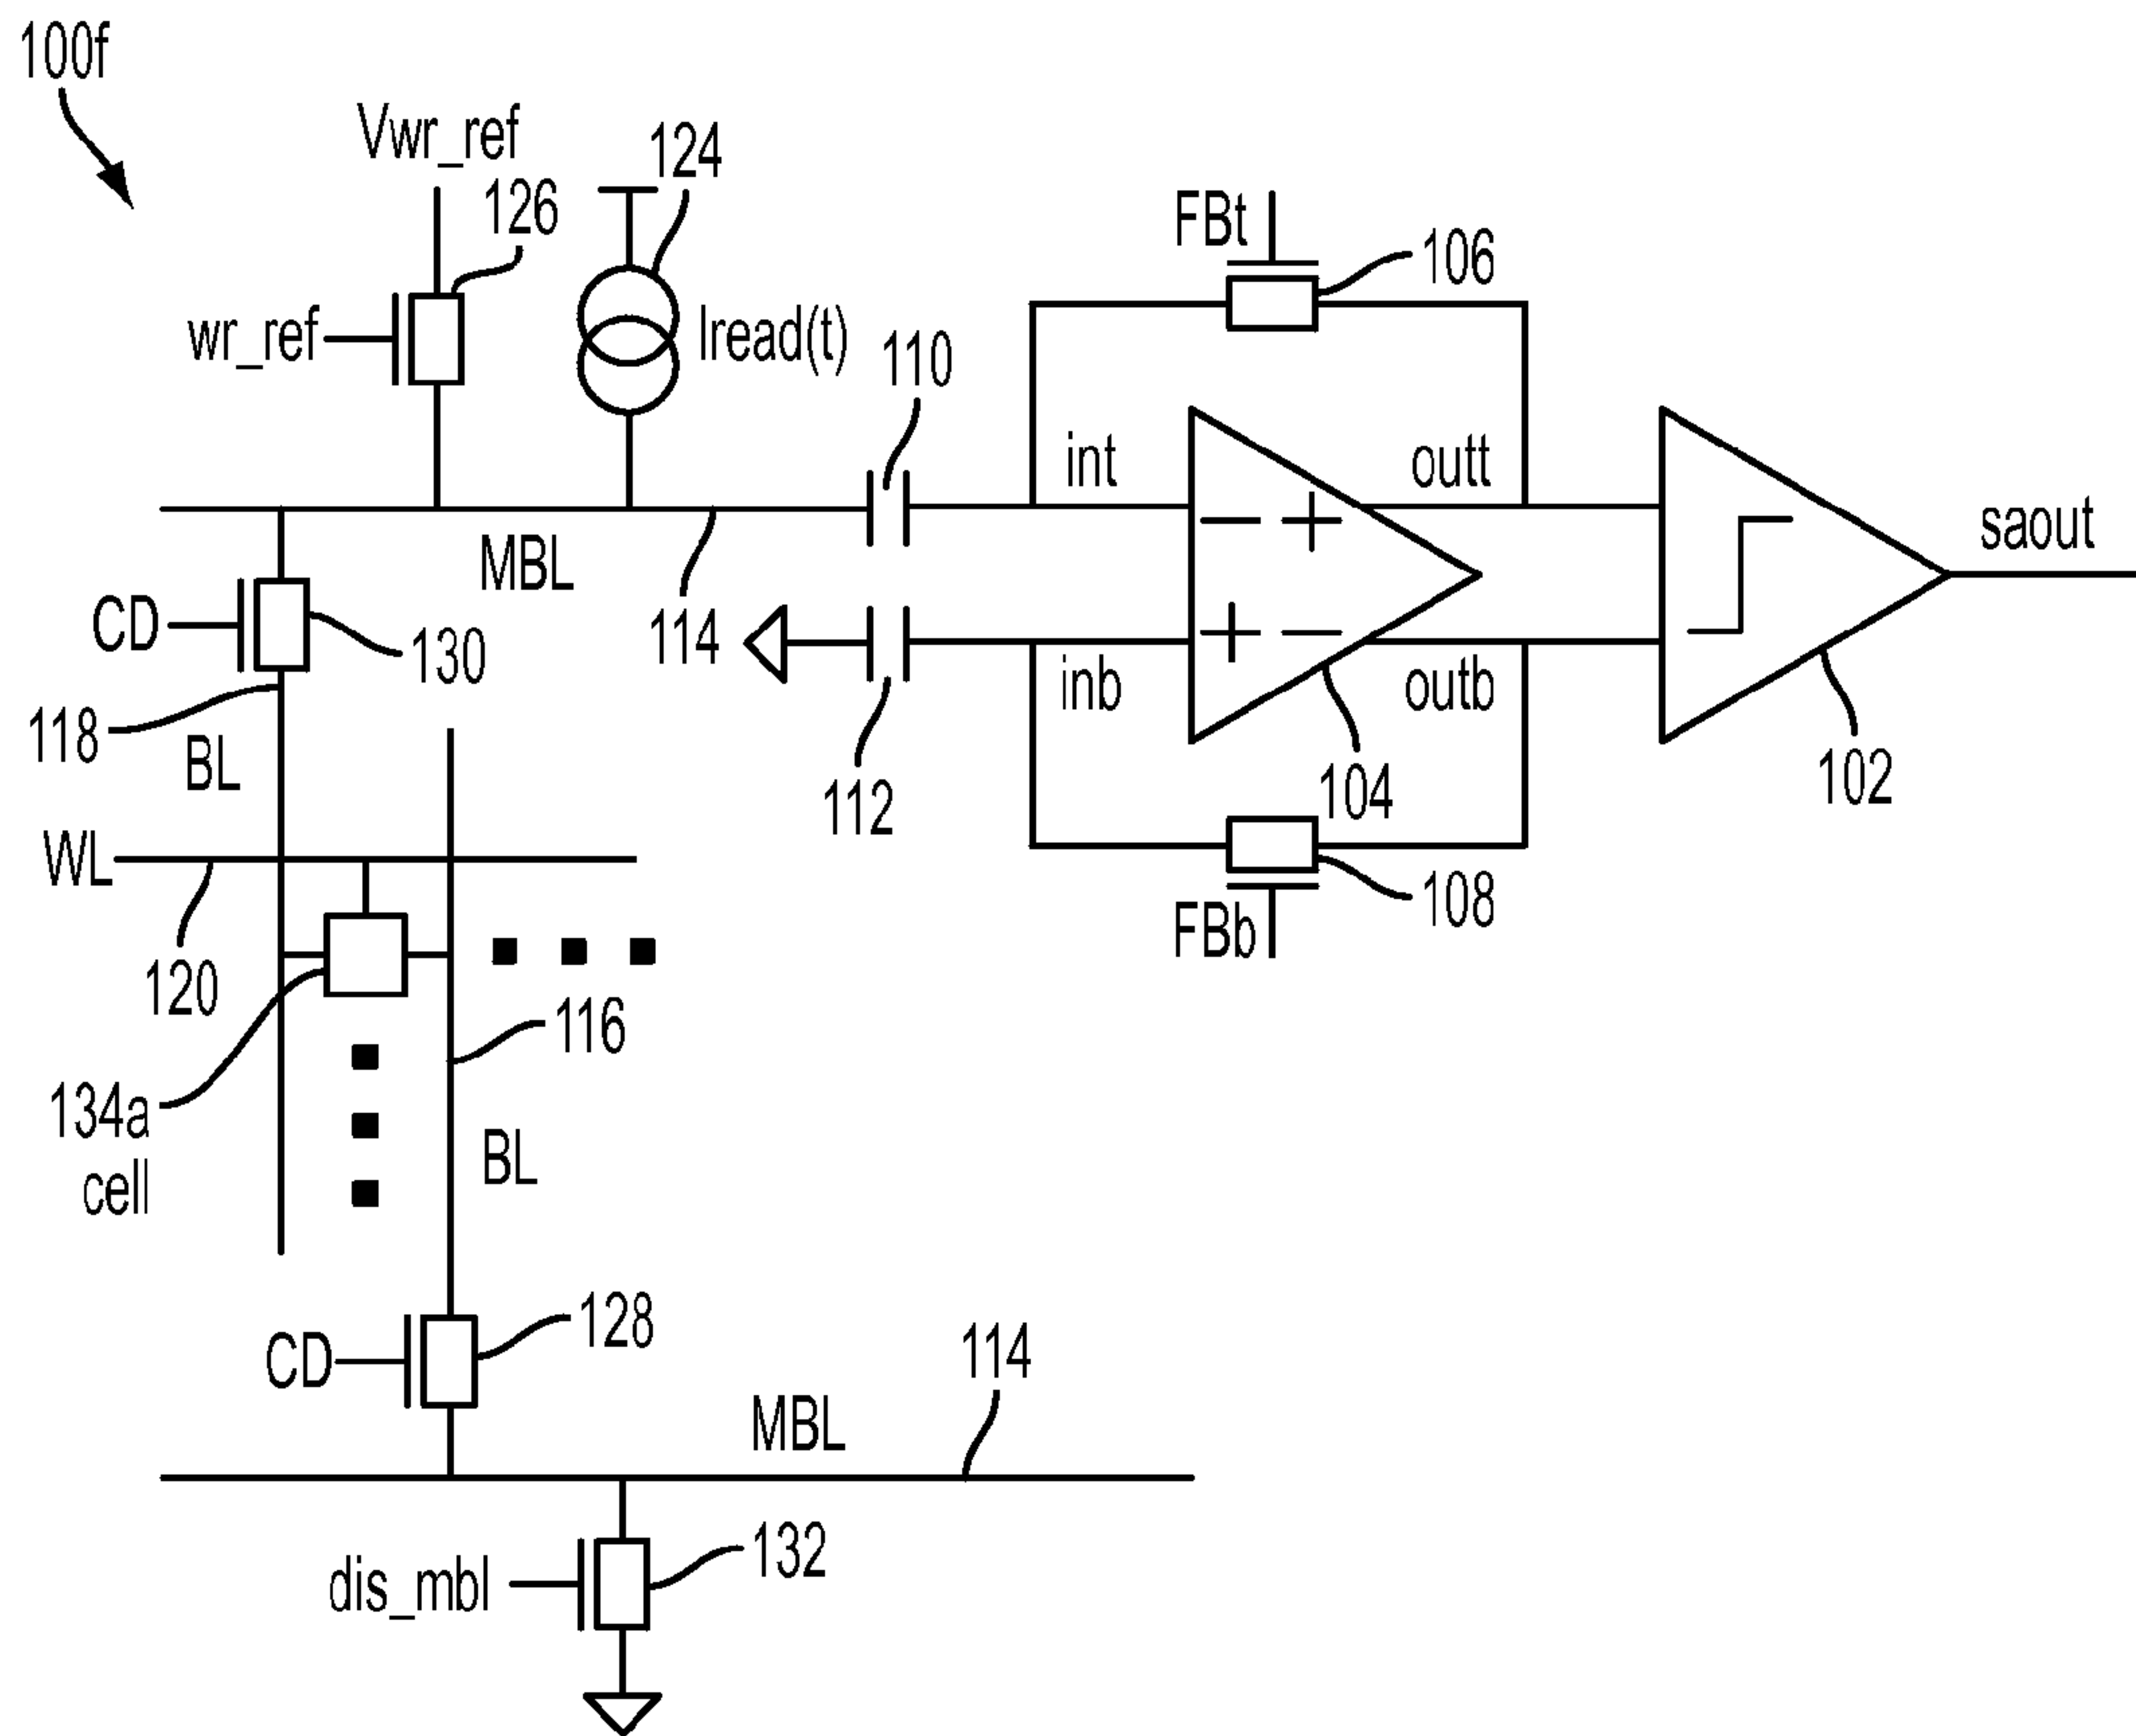 100f
Vwr_ref
124
126
FBt
106
wr_ref
Iread(t)
110
int
outt
saout
MBL
CD
130
114
inb
outb
118
BL
112
104
102
WL
108
FBb
120
116
134a
cell
BL
128
CD
114
MBL
132
dis_mbl